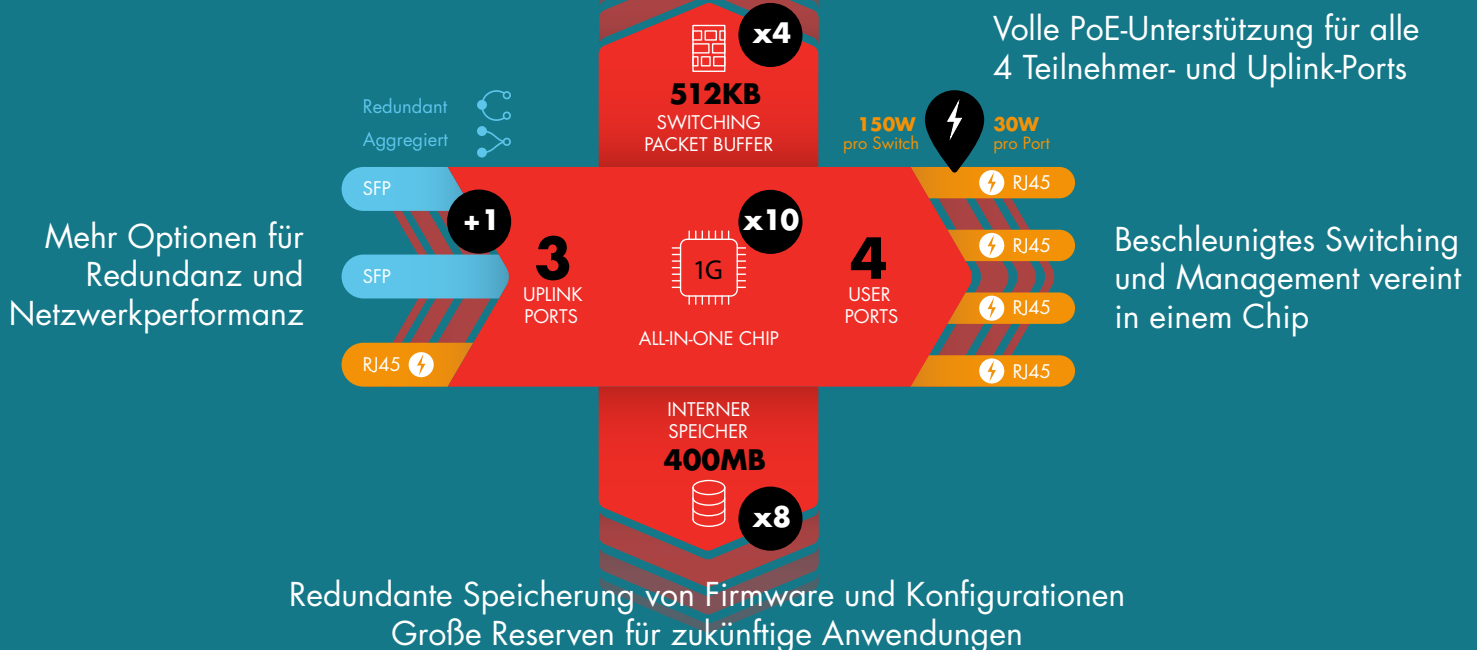 x4
512KB
SWITCHING
PACKET BUFFER
Volle PoE-Unterstützung für alle
4 Teilnehmer- und Uplink-Ports
Redundant
Aggregiert
150W
pro Switch
30W
pro Port
Mehr Optionen für
Redundanz und
Netzwerkperformanz
SFP
SFP
RJ45
+1
3
UPLINK
PORTS
x10
1G
ALL-IN-ONE CHIP
4
USER
PORTS
RJ45
RJ45
RJ45
RJ45
Beschleunigtes Switching
und Management vereint
in einem Chip
INTERNER
SPEICHER
400MB
x8
Redundante Speicherung von Firmware und Konfigurationen
Große Reserven für zukünftige Anwendungen